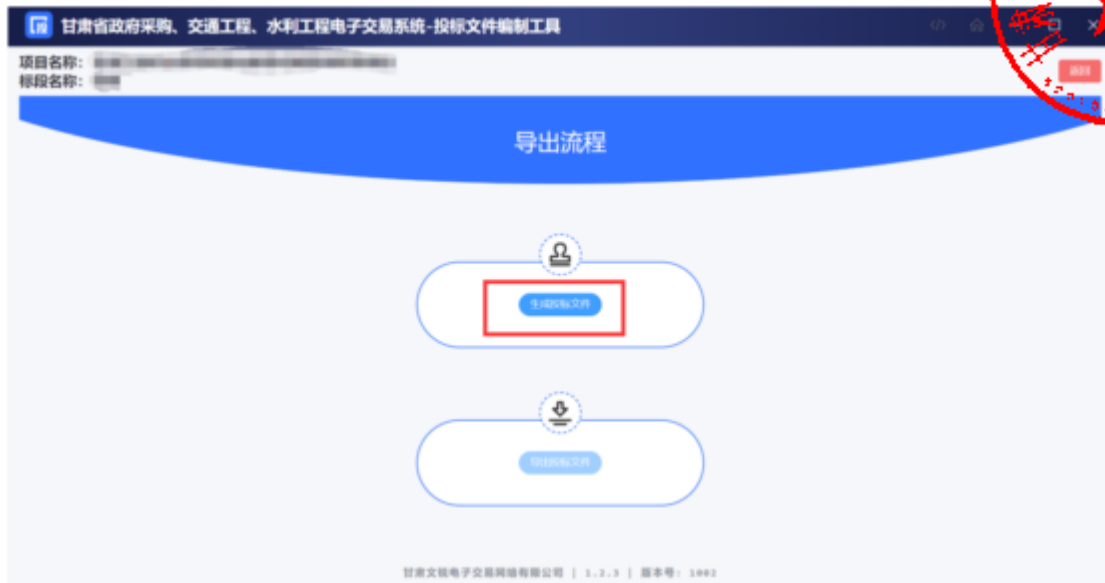 甘肃省政府采购、交通工程、水利工程电子交易系统-投标文件编制工具
项目名称:
标段名称:
返回
导出流程
生成投标文件
导出投标文件
甘肃文锐电子交易网络有限公司 | 1.2.3 | 版本号: 1002